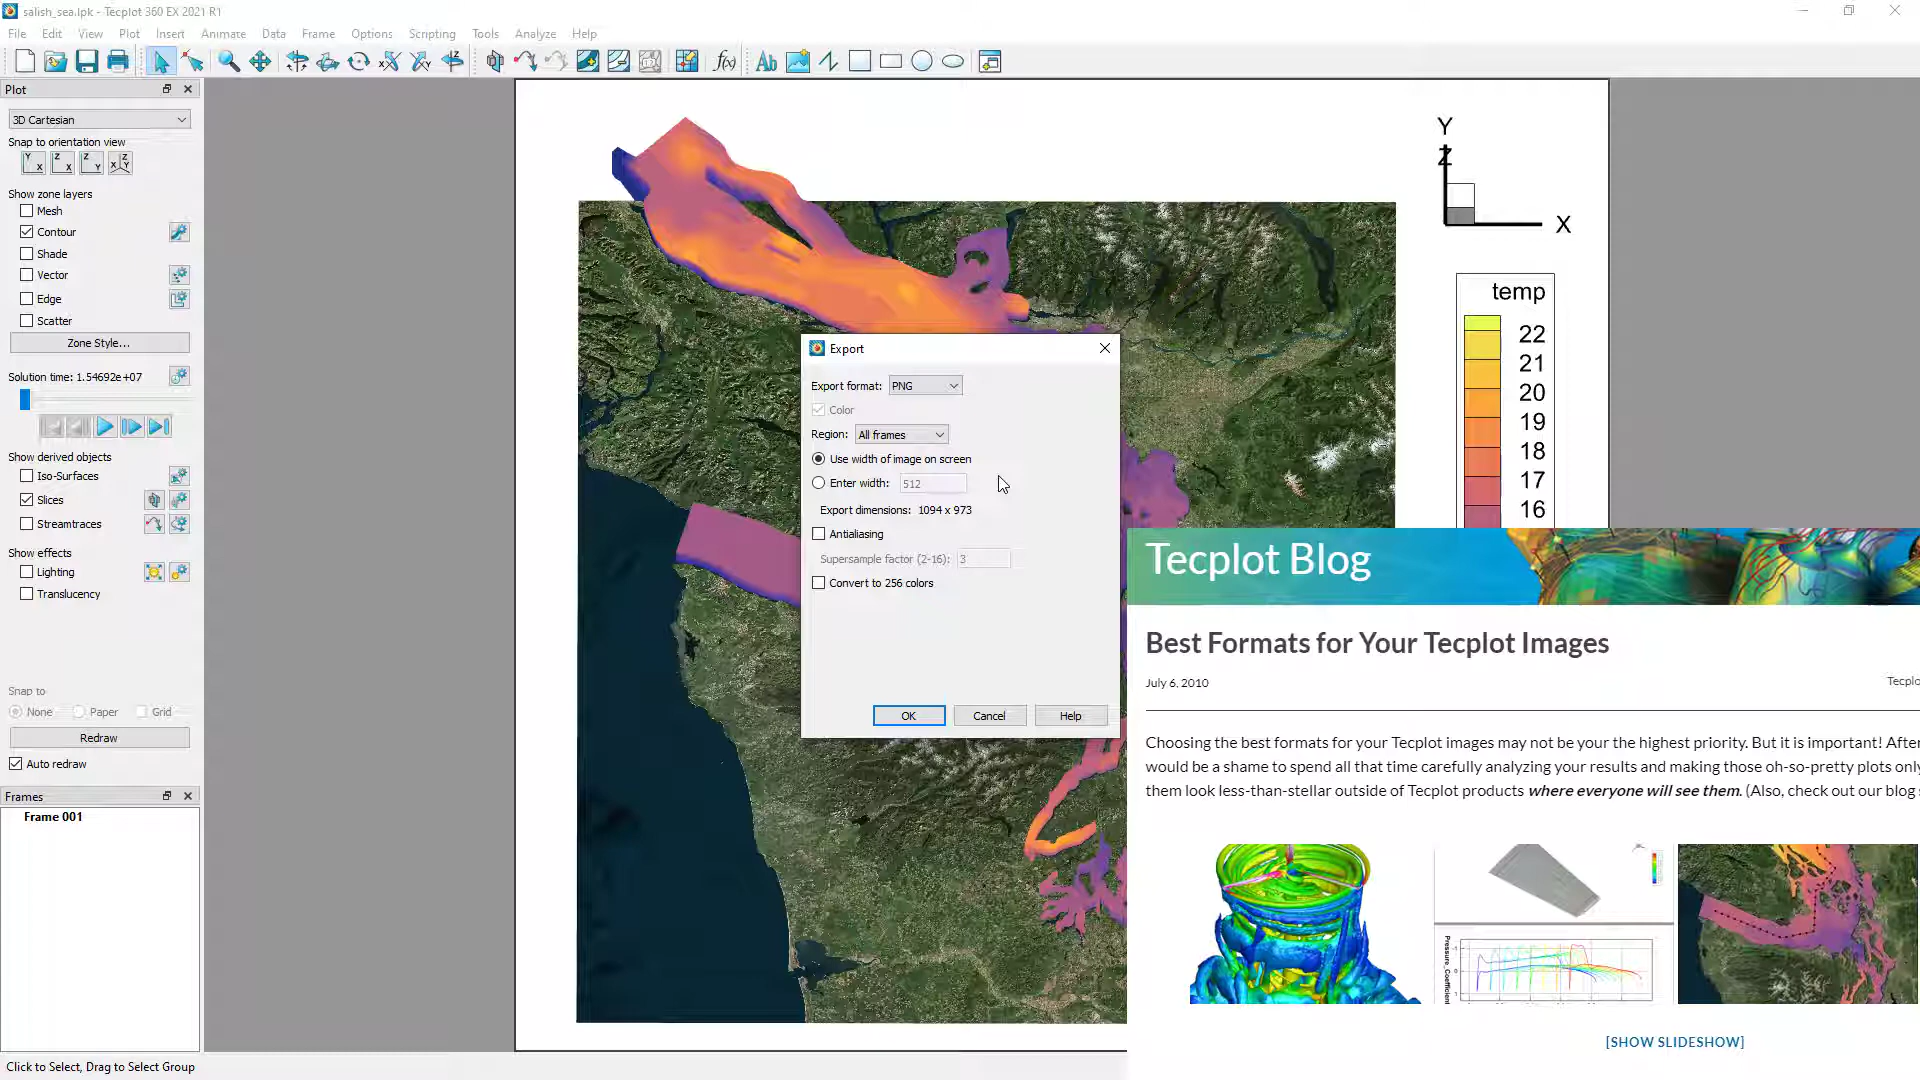 salish_sea.lpk - Tecplot 360 EX 2021 R1
File Edit View Plot Insert Animate Data Frame Options Scripting Tools Analyze Help
Plot
3D Cartesian
Snap to orientation view
Show zone layers
Mesh
Contour
Shade
Vector
Edge
Scatter
Zone Style...
Solution time: 1.54692e+07
Show derived objects
Iso-Surfaces
Slices
Streamtraces
Show effects
Lighting
Translucency
Snap to
None Paper Grid
Redraw
Auto redraw
Frames
Frame 001
Click to Select, Drag to Select Group
Y
Z
X
temp
22
21
20
19
18
17
16
Export
Export format: PNG
Color
Region: All frames
Use width of image on screen
Enter width: 512
Export dimensions: 1094 x 973
Antialiasing
Supersample factor (2-16): 3
Convert to 256 colors
OK Cancel Help
Tecplot Blog
Best Formats for Your Tecplot Images
July 6, 2010
Tecplo
Choosing the best formats for your Tecplot images may not be your the highest priority. But it is important! After
would be a shame to spend all that time carefully analyzing your results and making those oh-so-pretty plots only
them look less-than-stellar outside of Tecplot products where everyone will see them. (Also, check out our blog
Pressure_Coefficient
[SHOW SLIDESHOW]